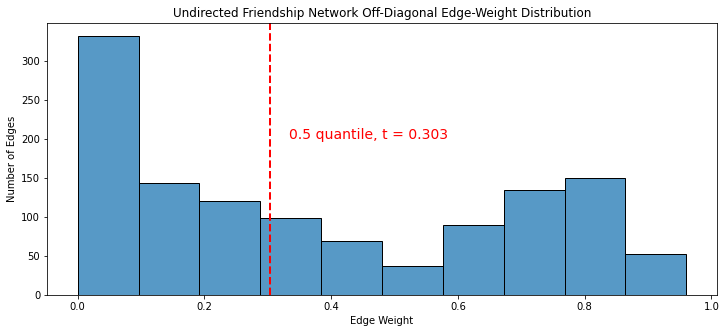 Undirected Friendship Network Off-Diagonal Edge-Weight Distribution
300
250
200
150
100
50
0
Number of Edges
0.5 quantile, t = 0.303
0.0 0.2 0.4 0.6 0.8 1.0
Edge Weight